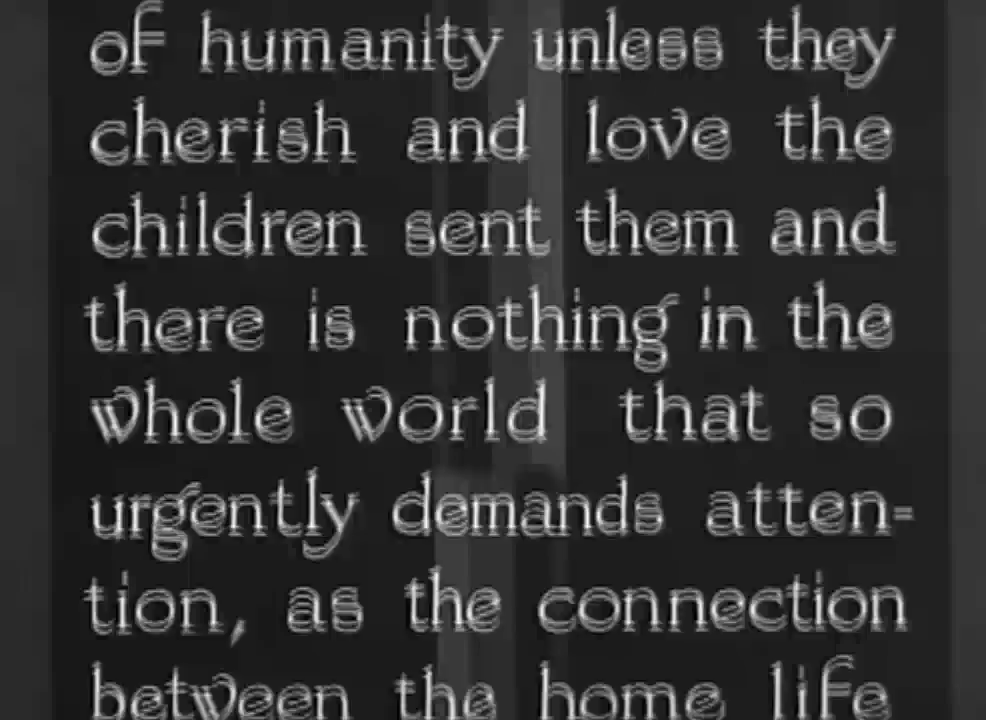 of humanity unless they
cherish and love the
children sent them and
there is nothing in the
whole world that so
urgently demands atten=
tion, as the connection
between the home life